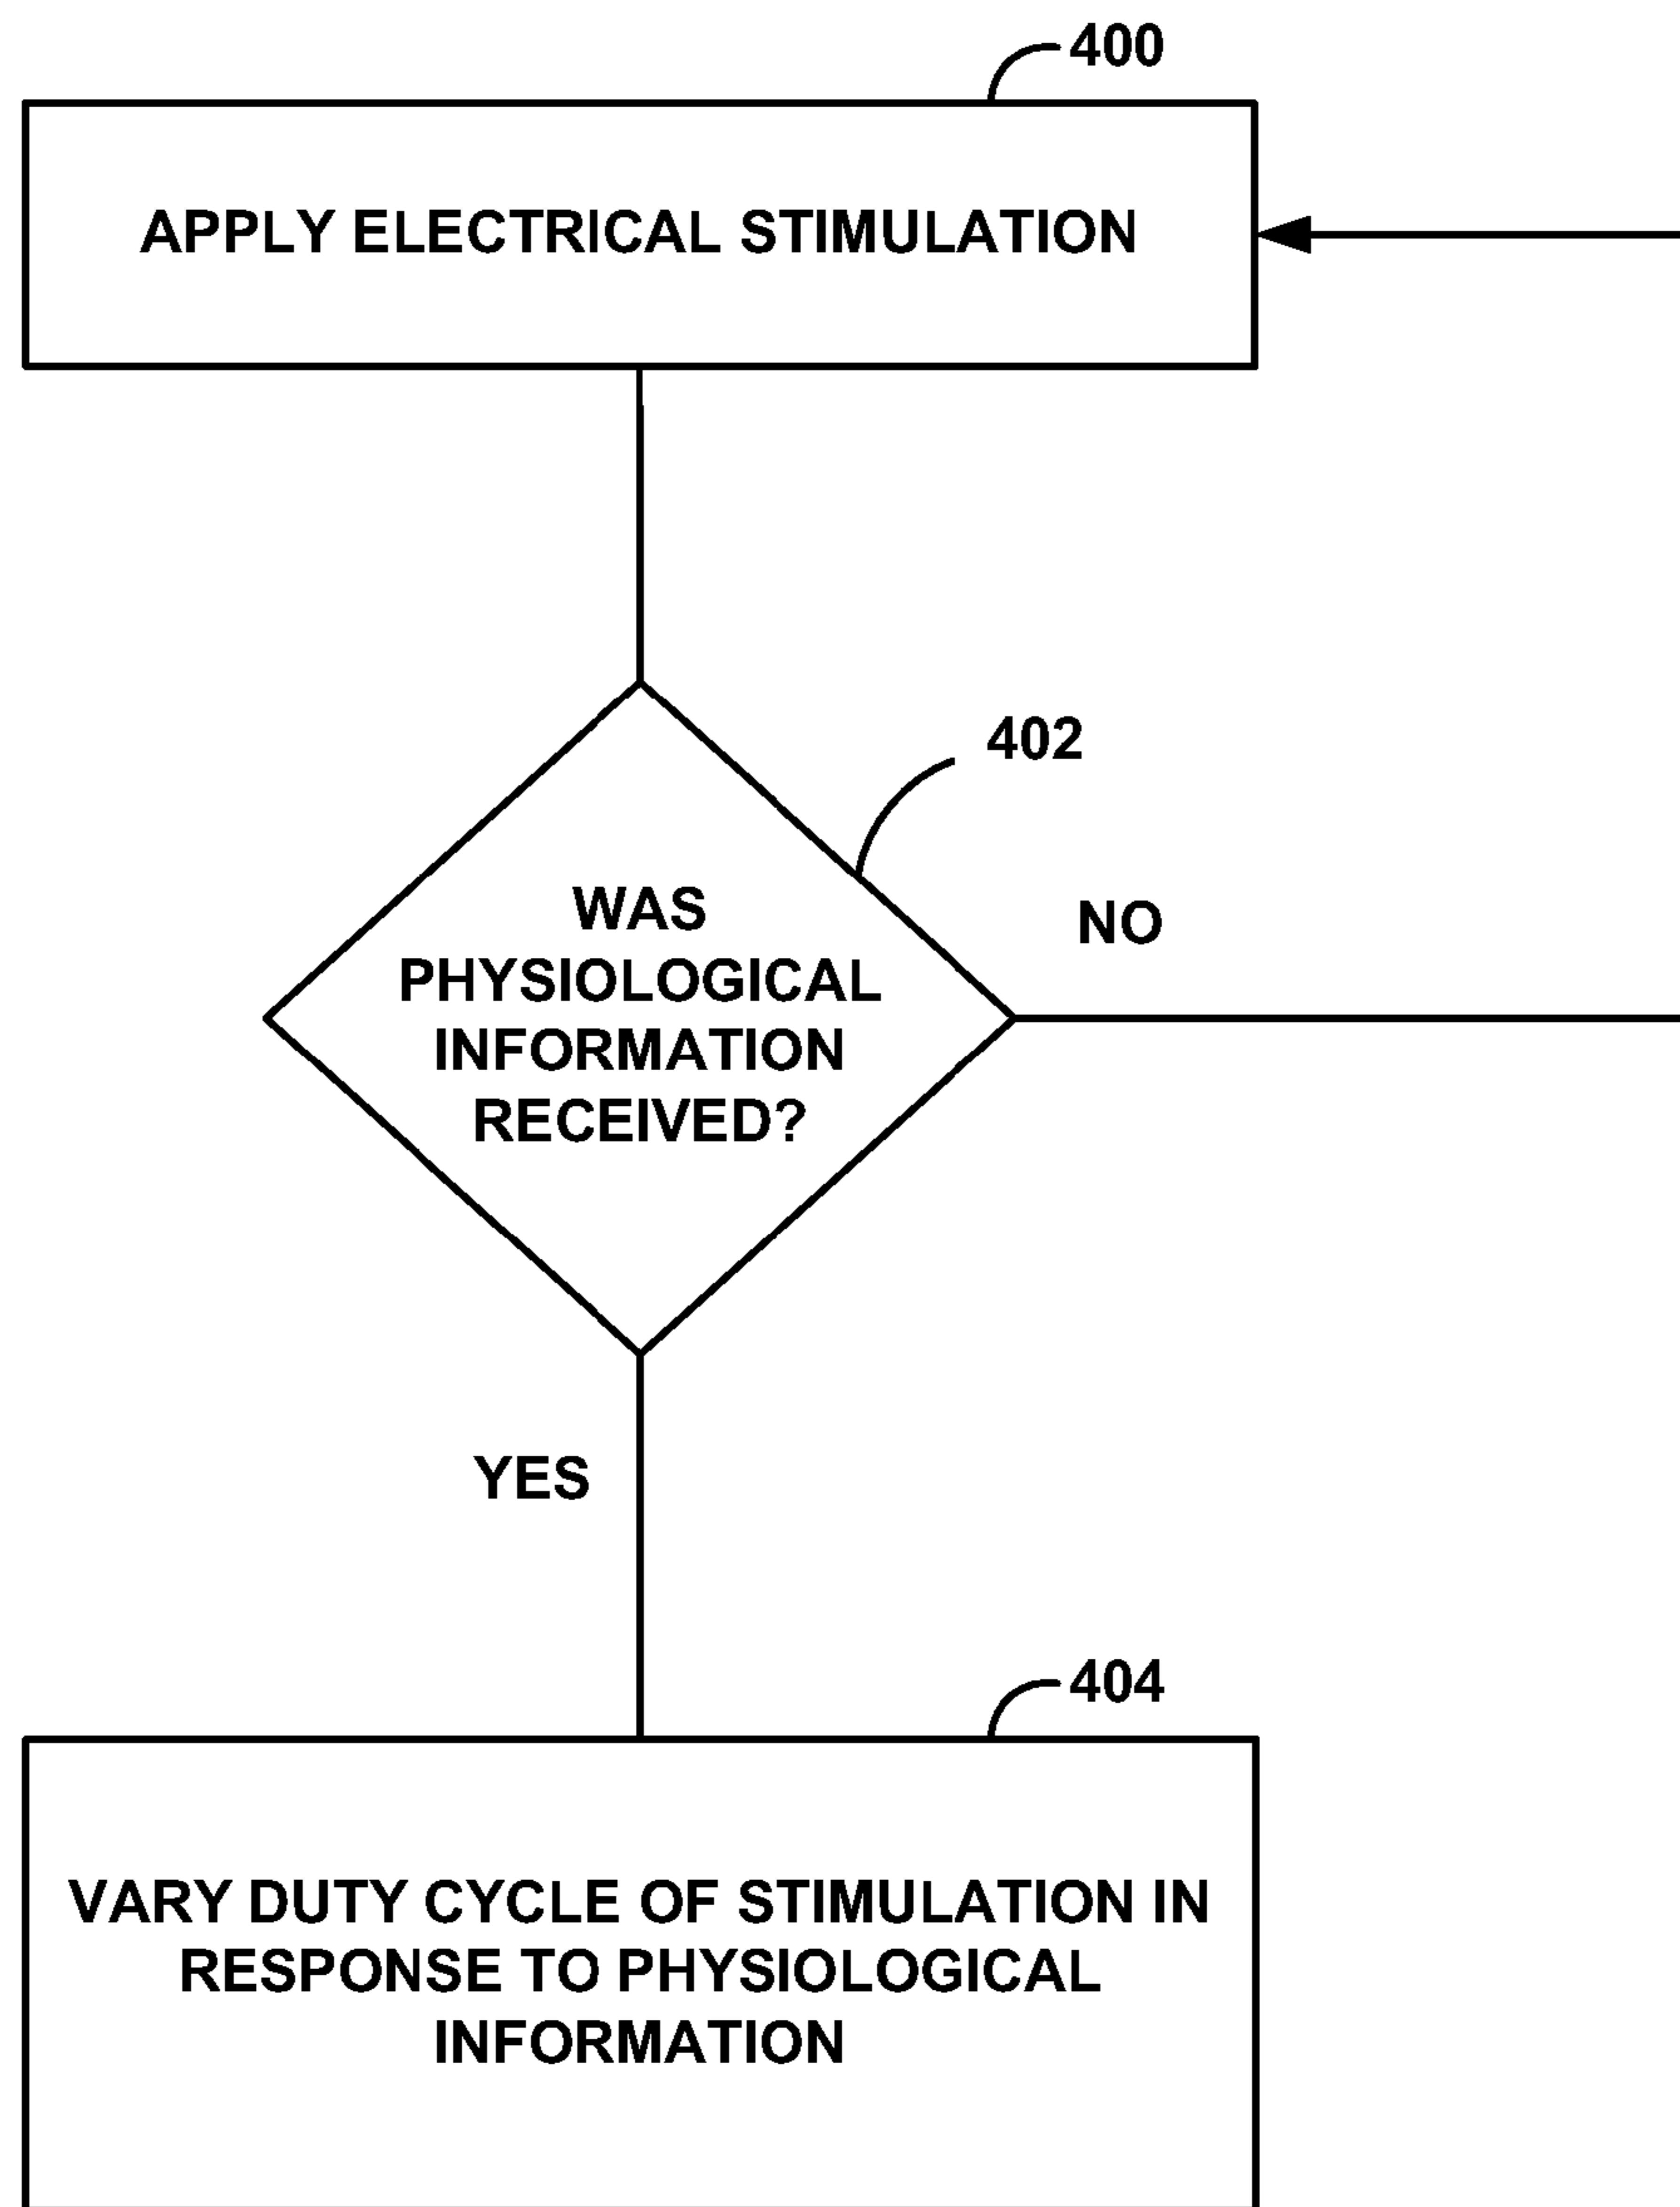 400
APPLY ELECTRICAL STIMULATION
402
WAS
PHYSIOLOGICAL
INFORMATION
RECEIVED?
NO
YES
404
VARY DUTY CYCLE OF STIMULATION IN
RESPONSE TO PHYSIOLOGICAL
INFORMATION